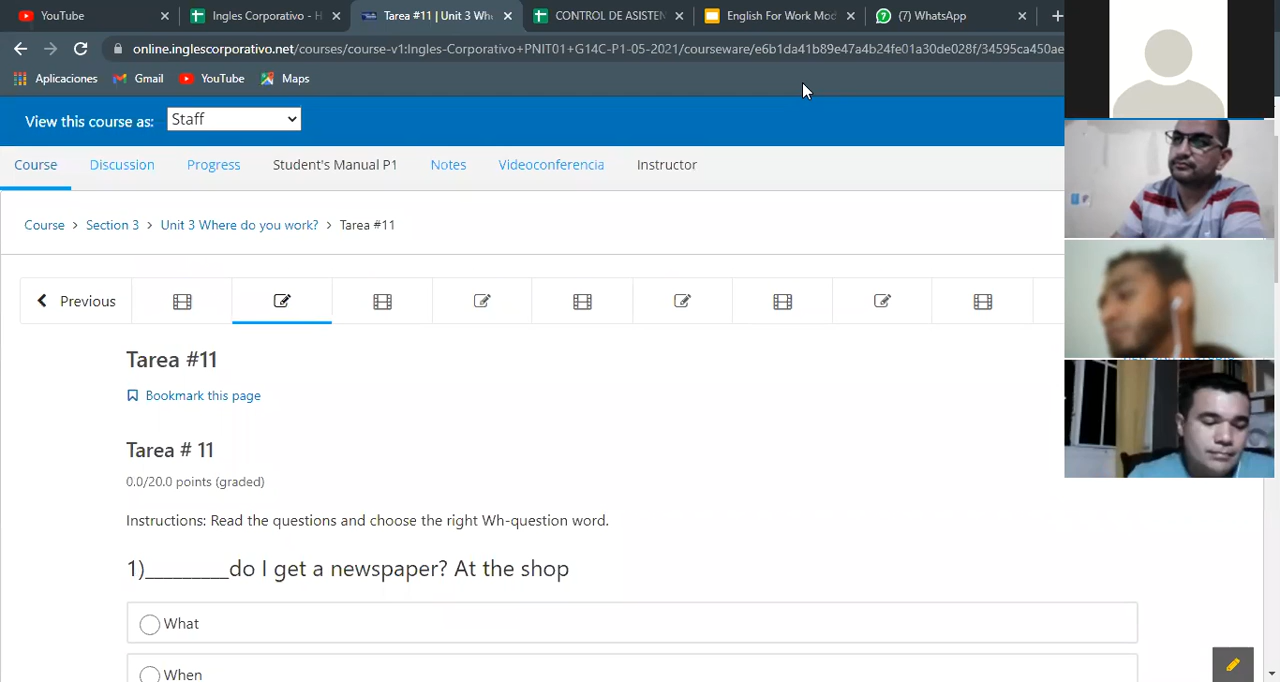 YouTube
Ingles Corporativo - H
Tarea #11 | Unit 3 Wh
CONTROL DE ASISTEN
English For Work Mod
(7) WhatsApp
online.inglescorporativo.net/courses/course-v1:Ingles-Corporativo+PNIT01+G14C-P1-05-2021/courseware/e6b1da41b89e47a4b24fe01a30de028f/34595ca450ae
Aplicaciones
Gmail
YouTube
Maps
View this course as:
Staff
Course
Discussion
Progress
Student's Manual P1
Notes
Videoconferencia
Instructor
Course > Section 3 > Unit 3 Where do you work? > Tarea #11
Previous
Tarea #11
Bookmark this page
Tarea # 11
0.0/20.0 points (graded)
Instructions: Read the questions and choose the right Wh-question word.
1)_________do I get a newspaper? At the shop
What
When